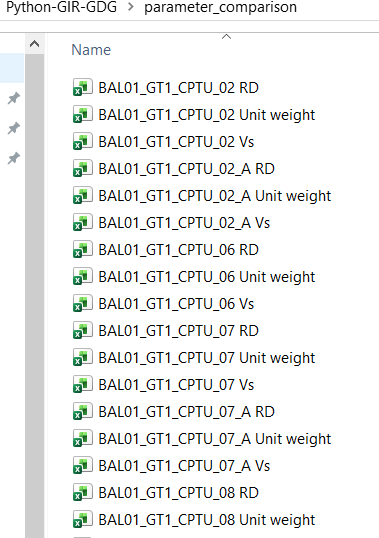 Python-GIR-GDG > parameter_comparison
Name
BAL01_GT1_CPTU_02 RD
BAL01_GT1_CPTU_02 Unit weight
BAL01_GT1_CPTU_02 Vs
BAL01_GT1_CPTU_02_A RD
BAL01_GT1_CPTU_02_A Unit weight
BAL01_GT1_CPTU_02_A Vs
BAL01_GT1_CPTU_06 RD
BAL01_GT1_CPTU_06 Unit weight
BAL01_GT1_CPTU_06 Vs
BAL01_GT1_CPTU_07 RD
BAL01_GT1_CPTU_07 Unit weight
BAL01_GT1_CPTU_07 Vs
BAL01_GT1_CPTU_07_A RD
BAL01_GT1_CPTU_07_A Unit weight
BAL01_GT1_CPTU_07_A Vs
BAL01_GT1_CPTU_08 RD
BAL01_GT1_CPTU_08 Unit weight